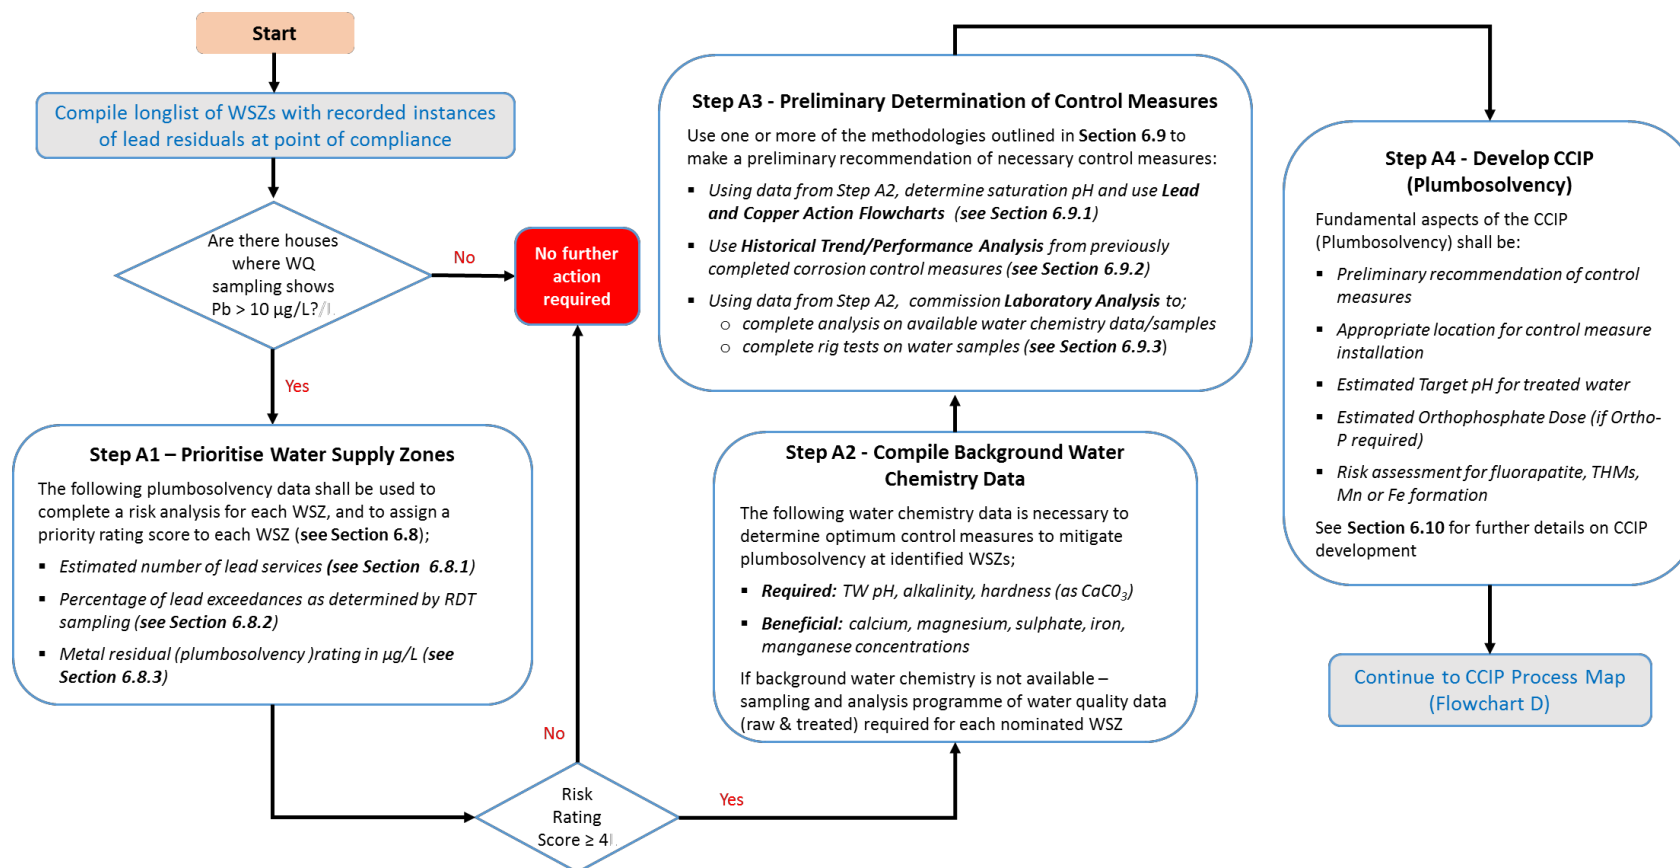 Start
Compile longlist of WSZs with recorded instances
of lead residuals at point of compliance
Are there houses
where WQ
sampling shows
Pb > 10 µg/L?
No
No further
action
required
Yes
Step A1 – Prioritise Water Supply Zones
The following plumbosolvency data shall be used to
complete a risk analysis for each WSZ, and to assign a
priority rating score to each WSZ (see Section 6.8);
▪ Estimated number of lead services (see Section 6.8.1)
▪ Percentage of lead exceedances as determined by RDT
sampling (see Section 6.8.2)
▪ Metal residual (plumbosolvency )rating in µg/L (see
Section 6.8.3)
No
Risk
Rating
Score ≥ 4
Yes
Step A2 - Compile Background Water
Chemistry Data
The following water chemistry data is necessary to
determine optimum control measures to mitigate
plumbosolvency at identified WSZs;
▪ Required: TW pH, alkalinity, hardness (as CaCO3)
▪ Beneficial: calcium, magnesium, sulphate, iron,
manganese concentrations
If background water chemistry is not available –
sampling and analysis programme of water quality data
(raw & treated) required for each nominated WSZ
Step A3 - Preliminary Determination of Control Measures
Use one or more of the methodologies outlined in Section 6.9 to
make a preliminary recommendation of necessary control measures:
▪ Using data from Step A2, determine saturation pH and use Lead
and Copper Action Flowcharts (see Section 6.9.1)
▪ Use Historical Trend/Performance Analysis from previously
completed corrosion control measures (see Section 6.9.2)
▪ Using data from Step A2, commission Laboratory Analysis to;
o complete analysis on available water chemistry data/samples
o complete rig tests on water samples (see Section 6.9.3)
Step A4 - Develop CCIP
(Plumbosolvency)
Fundamental aspects of the CCIP
(Plumbosolvency) shall be:
▪ Preliminary recommendation of control
measures
▪ Appropriate location for control measure
installation
▪ Estimated Target pH for treated water
▪ Estimated Orthophosphate Dose (if Ortho-
P required)
▪ Risk assessment for fluorapatite, THMs,
Mn or Fe formation
See Section 6.10 for further details on CCIP
development
Continue to CCIP Process Map
(Flowchart D)